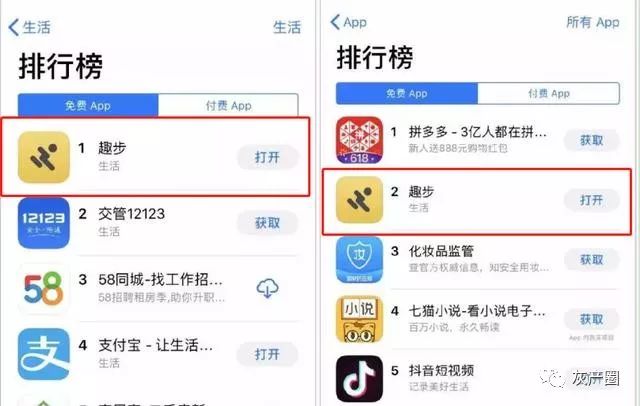 生活
生活
排行榜
免费 App
付费 App
1 趣步
生活
打开
12123
2 交管12123
生活
获取
58
3 58同城-找工作招...
58招聘租房季,助你升职...
支
4 支付宝 - 让生活...
生活
打开
App
所有 App
排行榜
免费 App
付费 App
618
1 拼多多 - 3亿人都在拼...
新人送888元购物红包
获取
2 趣步
生活
打开
妆
3 化妆品监管
查官方权威信息，知安全用妆...
获取
小说
4 七猫小说-看小说电子...
百万小说，永久畅读
获取
5 抖音短视频
记录美好生活
灰产圈